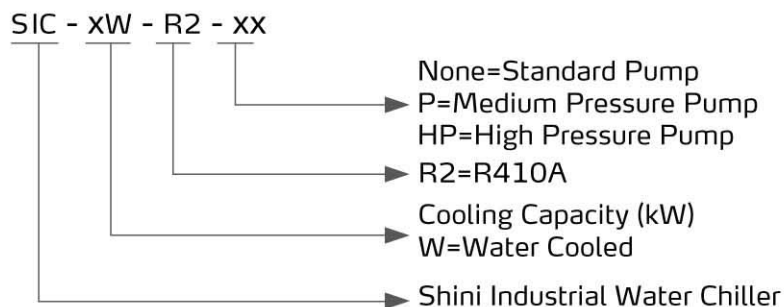 SIC - xW - R2 - xx
None=Standard Pump
P=Medium Pressure Pump
HP=High Pressure Pump
R2=R410A
Cooling Capacity (kW)
W=Water Cooled
Shini Industrial Water Chiller